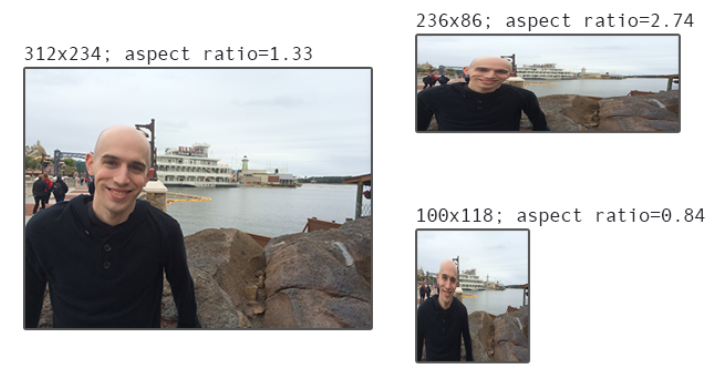 312x234; aspect ratio=1.33
236x86; aspect ratio=2.74
100x118; aspect ratio=0.84